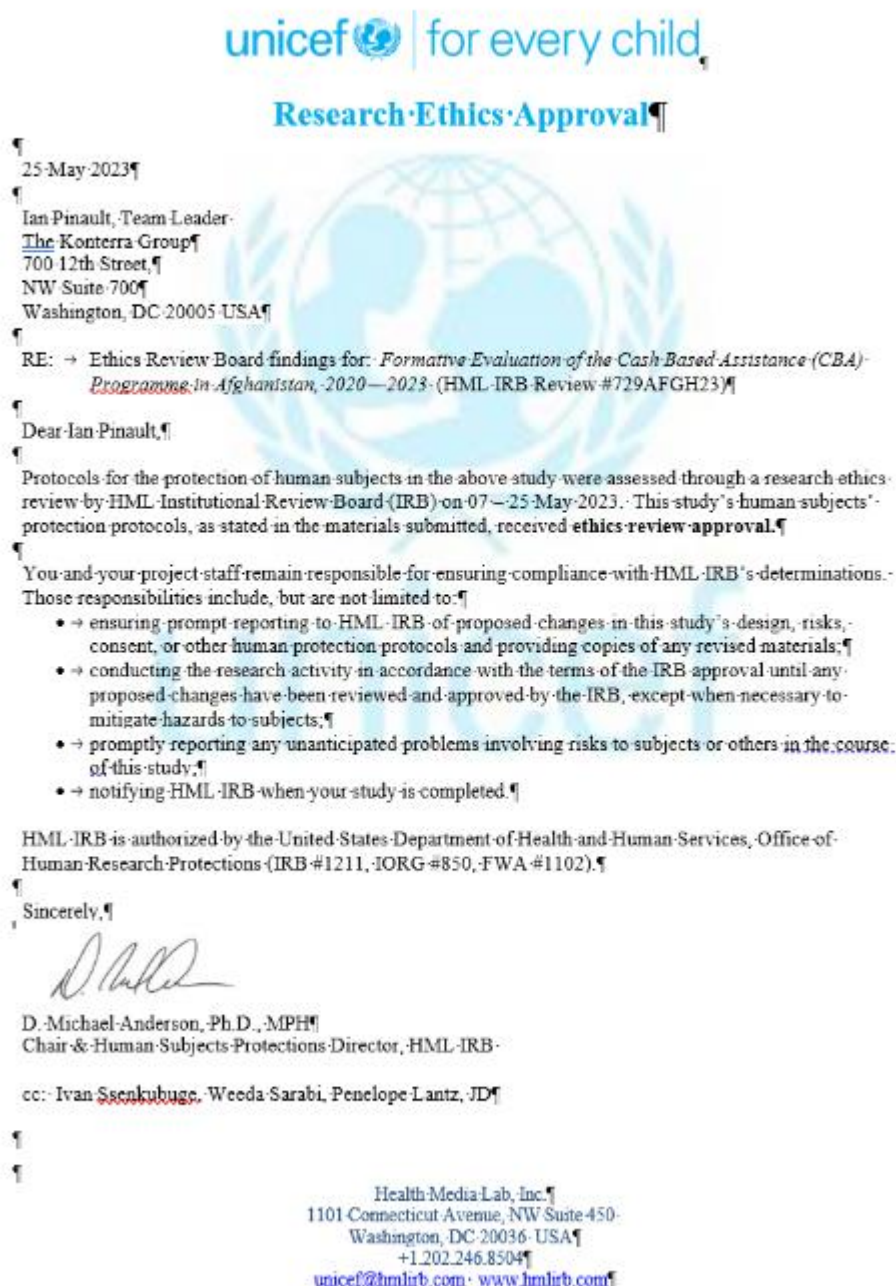 unicef for every child
Research Ethics Approval
25 May 2023
Ian Pinault, Team Leader
The Konterra Group
700 12th Street,
NW Suite 700
Washington, DC 20005 USA
RE: → Ethics Review Board findings for: Formative Evaluation of the Cash Based Assistance (CBA)
Programme in Afghanistan, 2020 — 2023 (HML IRB Review #729AFGH23)
Dear Ian Pinault,
Protocols for the protection of human subjects in the above study were assessed through a research ethics
review by HML Institutional Review Board (IRB) on 07 – 25 May 2023. This study's human subjects'
protection protocols, as stated in the materials submitted, received ethics review approval.
You and your project staff remain responsible for ensuring compliance with HML IRB's determinations.
Those responsibilities include, but are not limited to:
• → ensuring prompt reporting to HML IRB of proposed changes in this study's design, risks,
consent, or other human protection protocols and providing copies of any revised materials;
• → conducting the research activity in accordance with the terms of the IRB approval until any
proposed changes have been reviewed and approved by the IRB, except when necessary to
mitigate hazards to subjects;
• → promptly reporting any unanticipated problems involving risks to subjects or others in the course
of this study;
• → notifying HML IRB when your study is completed.
HML IRB is authorized by the United States Department of Health and Human Services, Office of
Human Research Protections (IRB #1211, IORG #850, FWA #1102).
Sincerely,
D. Michael Anderson, Ph.D., MPH
Chair & Human Subjects Protections Director, HML IRB
cc: Ivan Ssenkubuge, Weeda Sarabi, Penelope Lantz, JD
Health Media Lab, Inc.
1101 Connecticut Avenue, NW Suite 450
Washington, DC 20036 USA
+1.202.246.8504
unicef@hmlirb.com · www.hmlirb.com